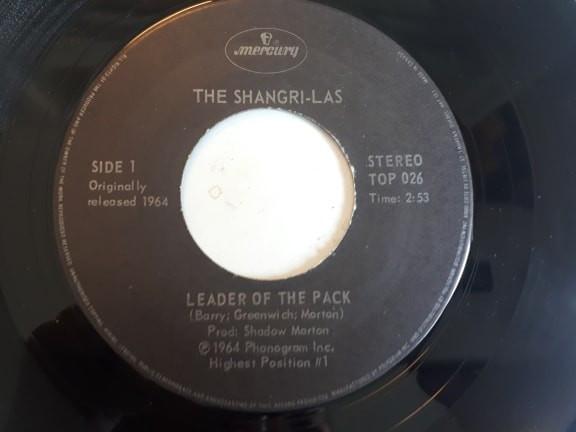 mercury
THE SHANGRI-LAS
SIDE 1
Originally
released 1964
STEREO
TOP 026
Time: 2:53
LEADER OF THE PACK
(Barry; Greenwich; Morton)
Prod: Shadow Morton
℗ 1964 Phonogram Inc.
Highest Position #1